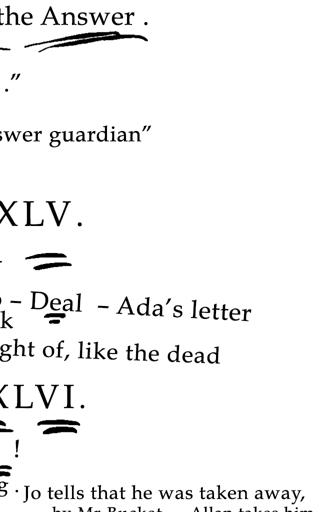 the Answer .
.”
swer guardian”
XLV.
– Deal – Ada’s letter
k
ght of, like the dead
XLVI.
!
g . Jo tells that he was taken away,
by Mr Bucket — Allan takes him